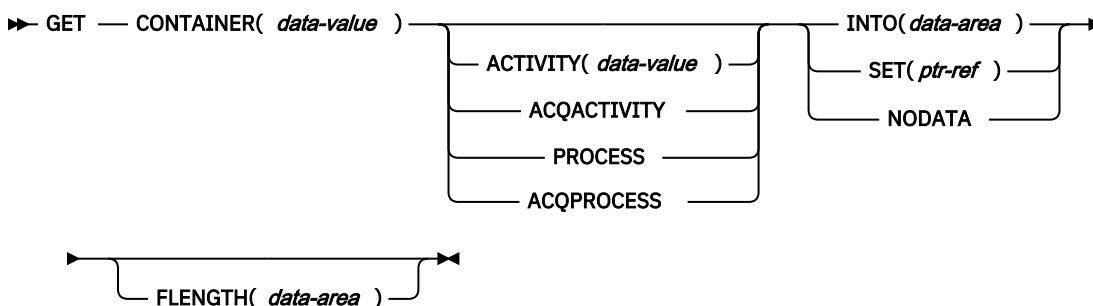 GET CONTAINER( data-value ) INTO( data-area )
ACTIVITY( data-value ) SET( ptr-ref )
ACQACTIVITY NODATA
PROCESS
ACQPROCESS
FLENGTH( data-area )